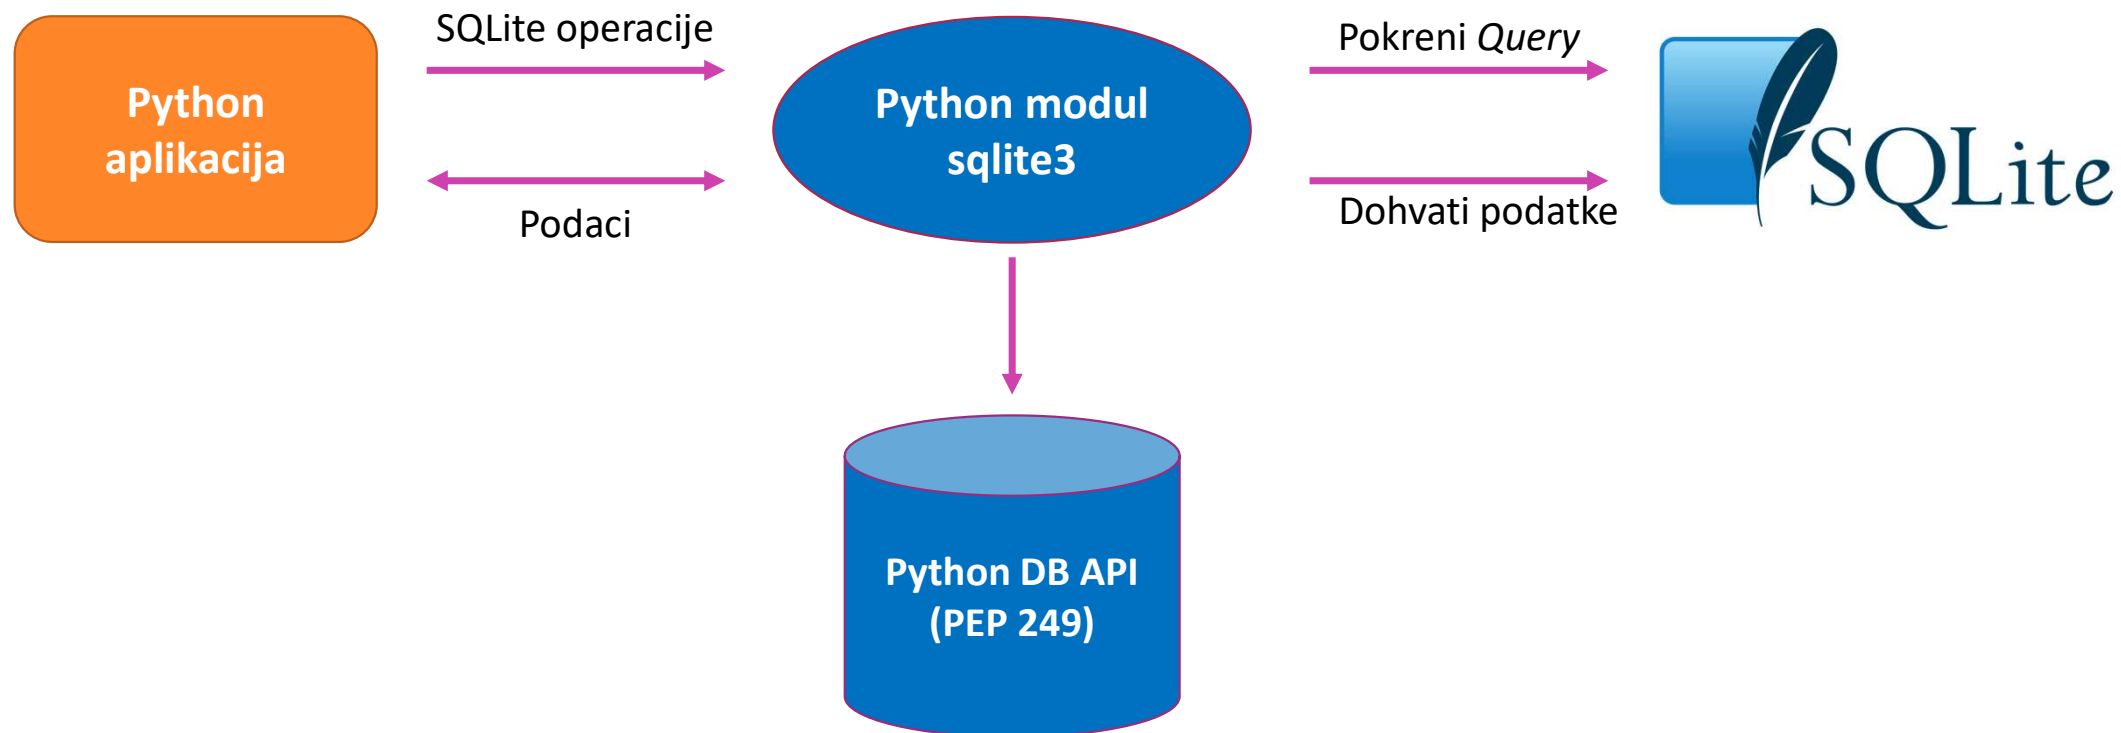 SQLite operacije
Pokreni Query
Python
aplikacija
Python modul
sqlite3
SQLite
Podaci
Dohvati podatke
Python DB API
(PEP 249)